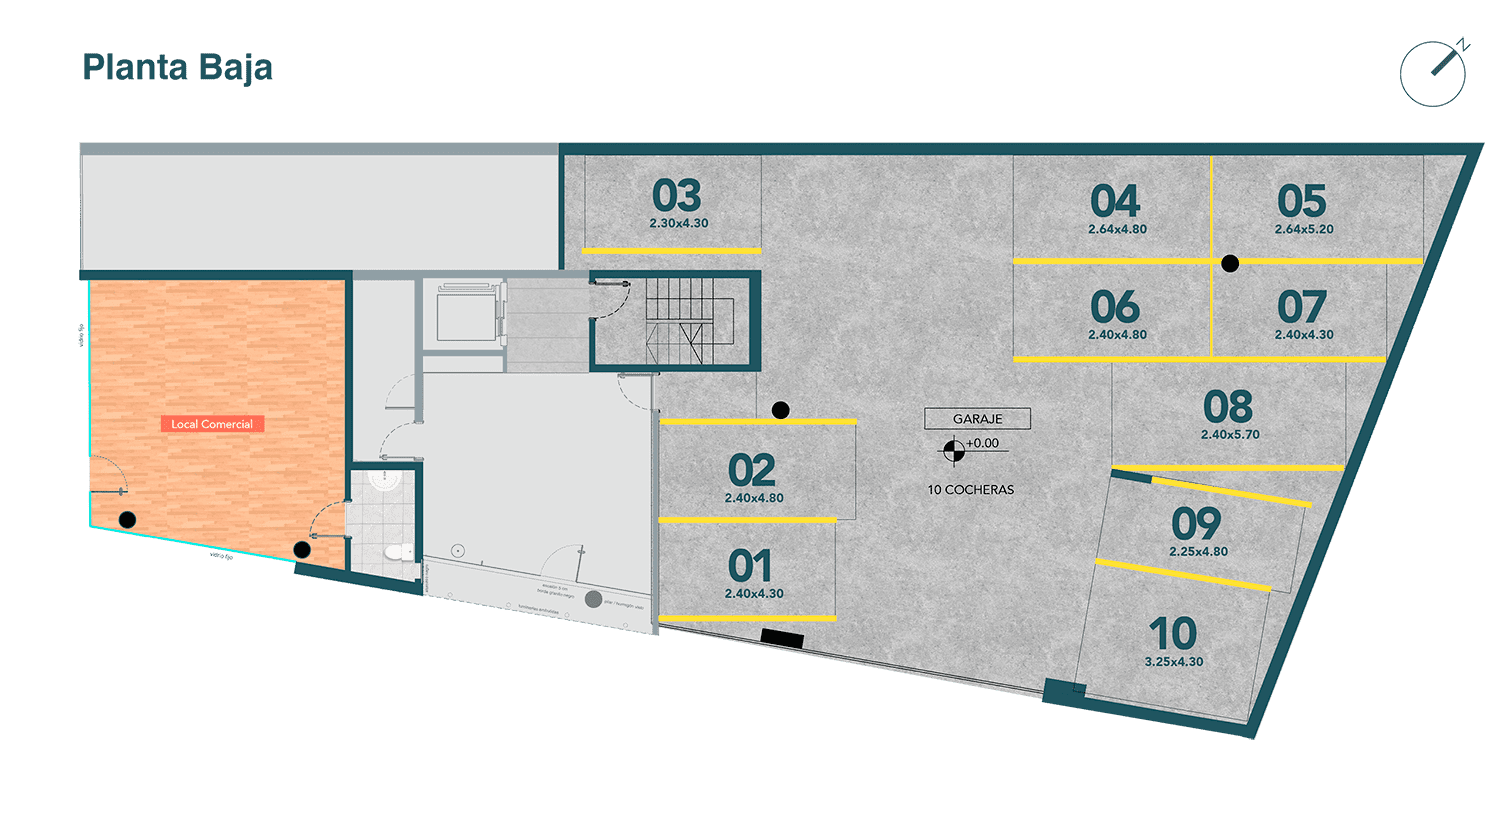 Planta Baja
N
03
2.30x4.30
04
2.64x4.80
05
2.64x5.20
06
2.40x4.80
07
2.40x4.30
vidrio fijo
Local Comercial
GARAJE
+0.00
10 COCHERAS
08
2.40x5.70
02
2.40x4.80
09
2.25x4.80
01
2.40x4.30
10
3.25x4.30
vidrio fijo